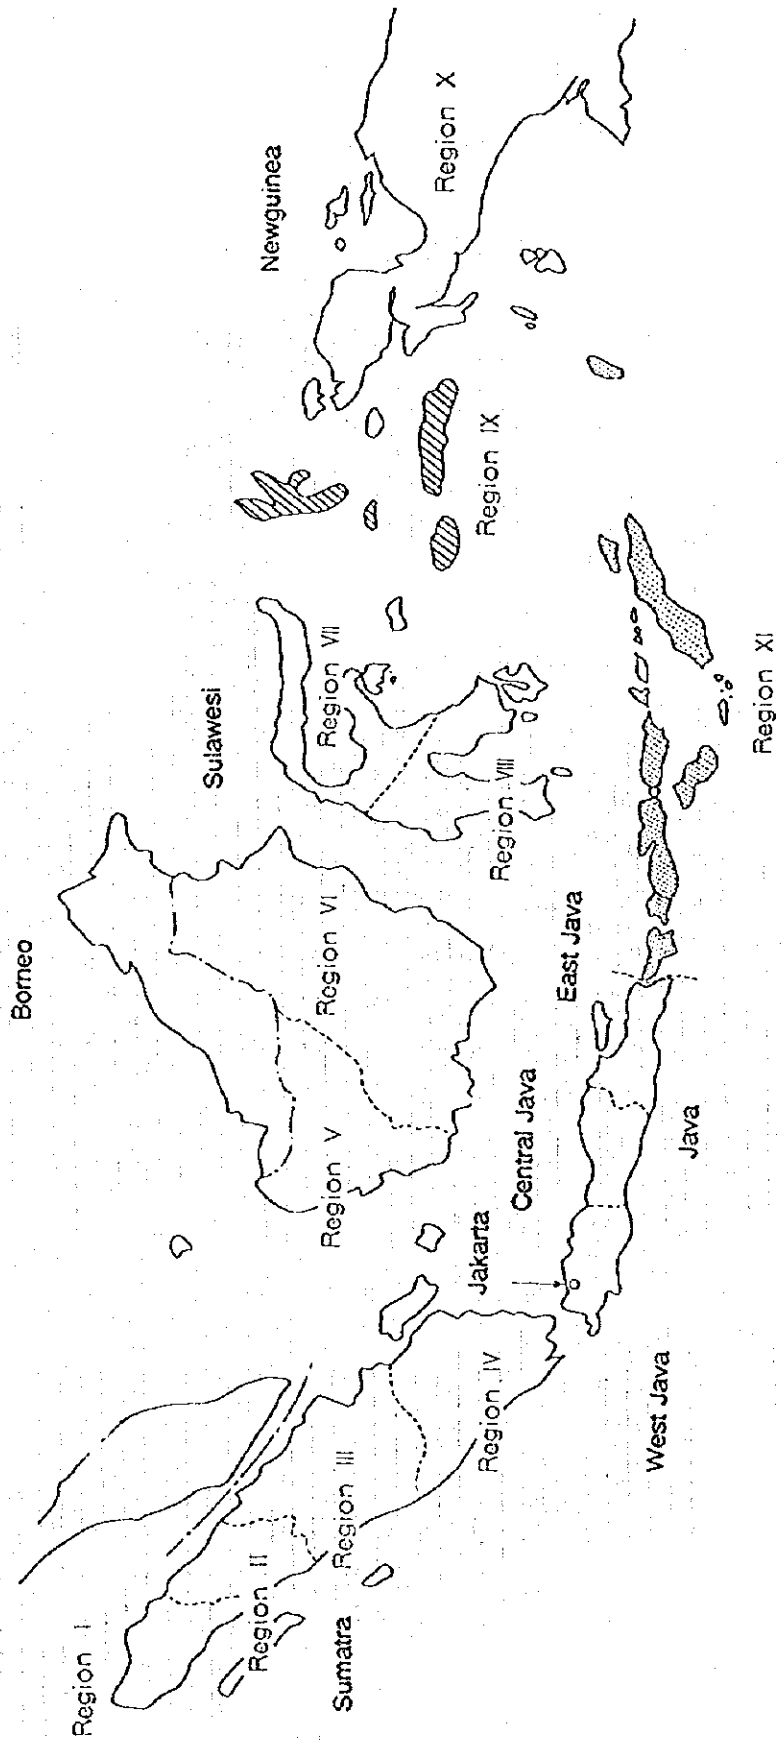 Borneo
Newguinea
Region I
Sulawesi
Region X
Region VII
Region II
Region VI
Region V
Region III
Sumatra
Region IX
Region VIII
Region IV
Jakarta
Central Java
East Java
West Java
Java
Region XI